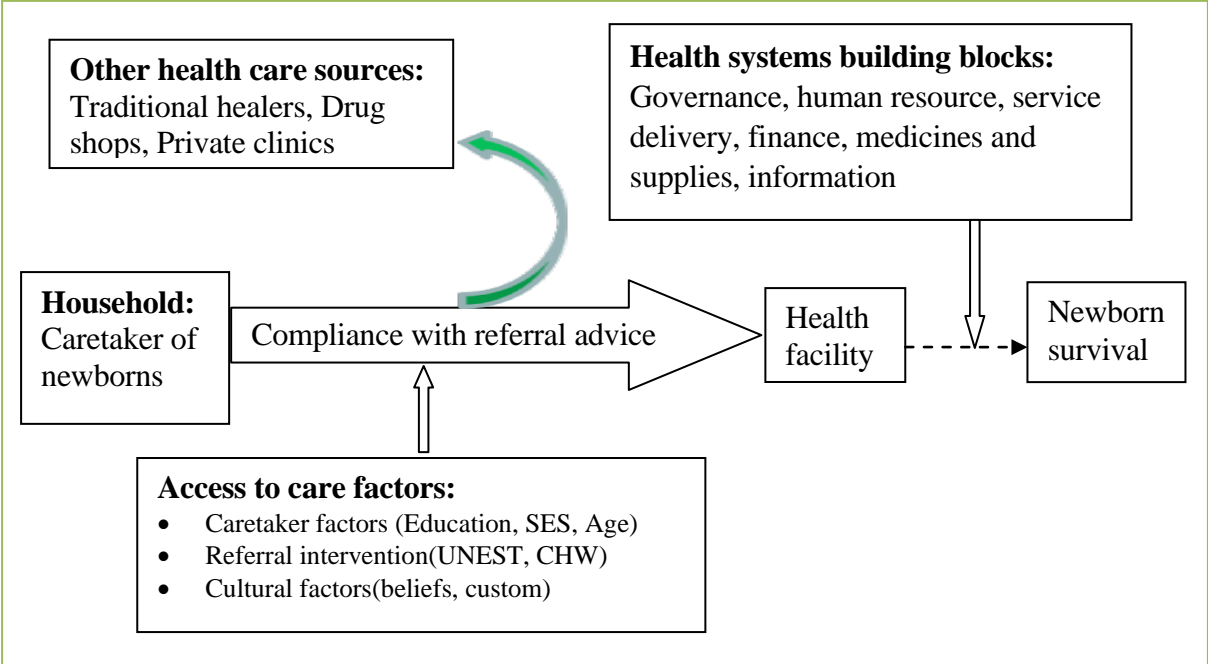 Other health care sources:
Traditional healers, Drug
shops, Private clinics
Health systems building blocks:
Governance, human resource, service
delivery, finance, medicines and
supplies, information
Household:
Caretaker of
newborns
Compliance with referral advice
Health
facility
Newborn
survival
Access to care factors:
• Caretaker factors (Education, SES, Age)
• Referral intervention(UNEST, CHW)
• Cultural factors(beliefs, custom)